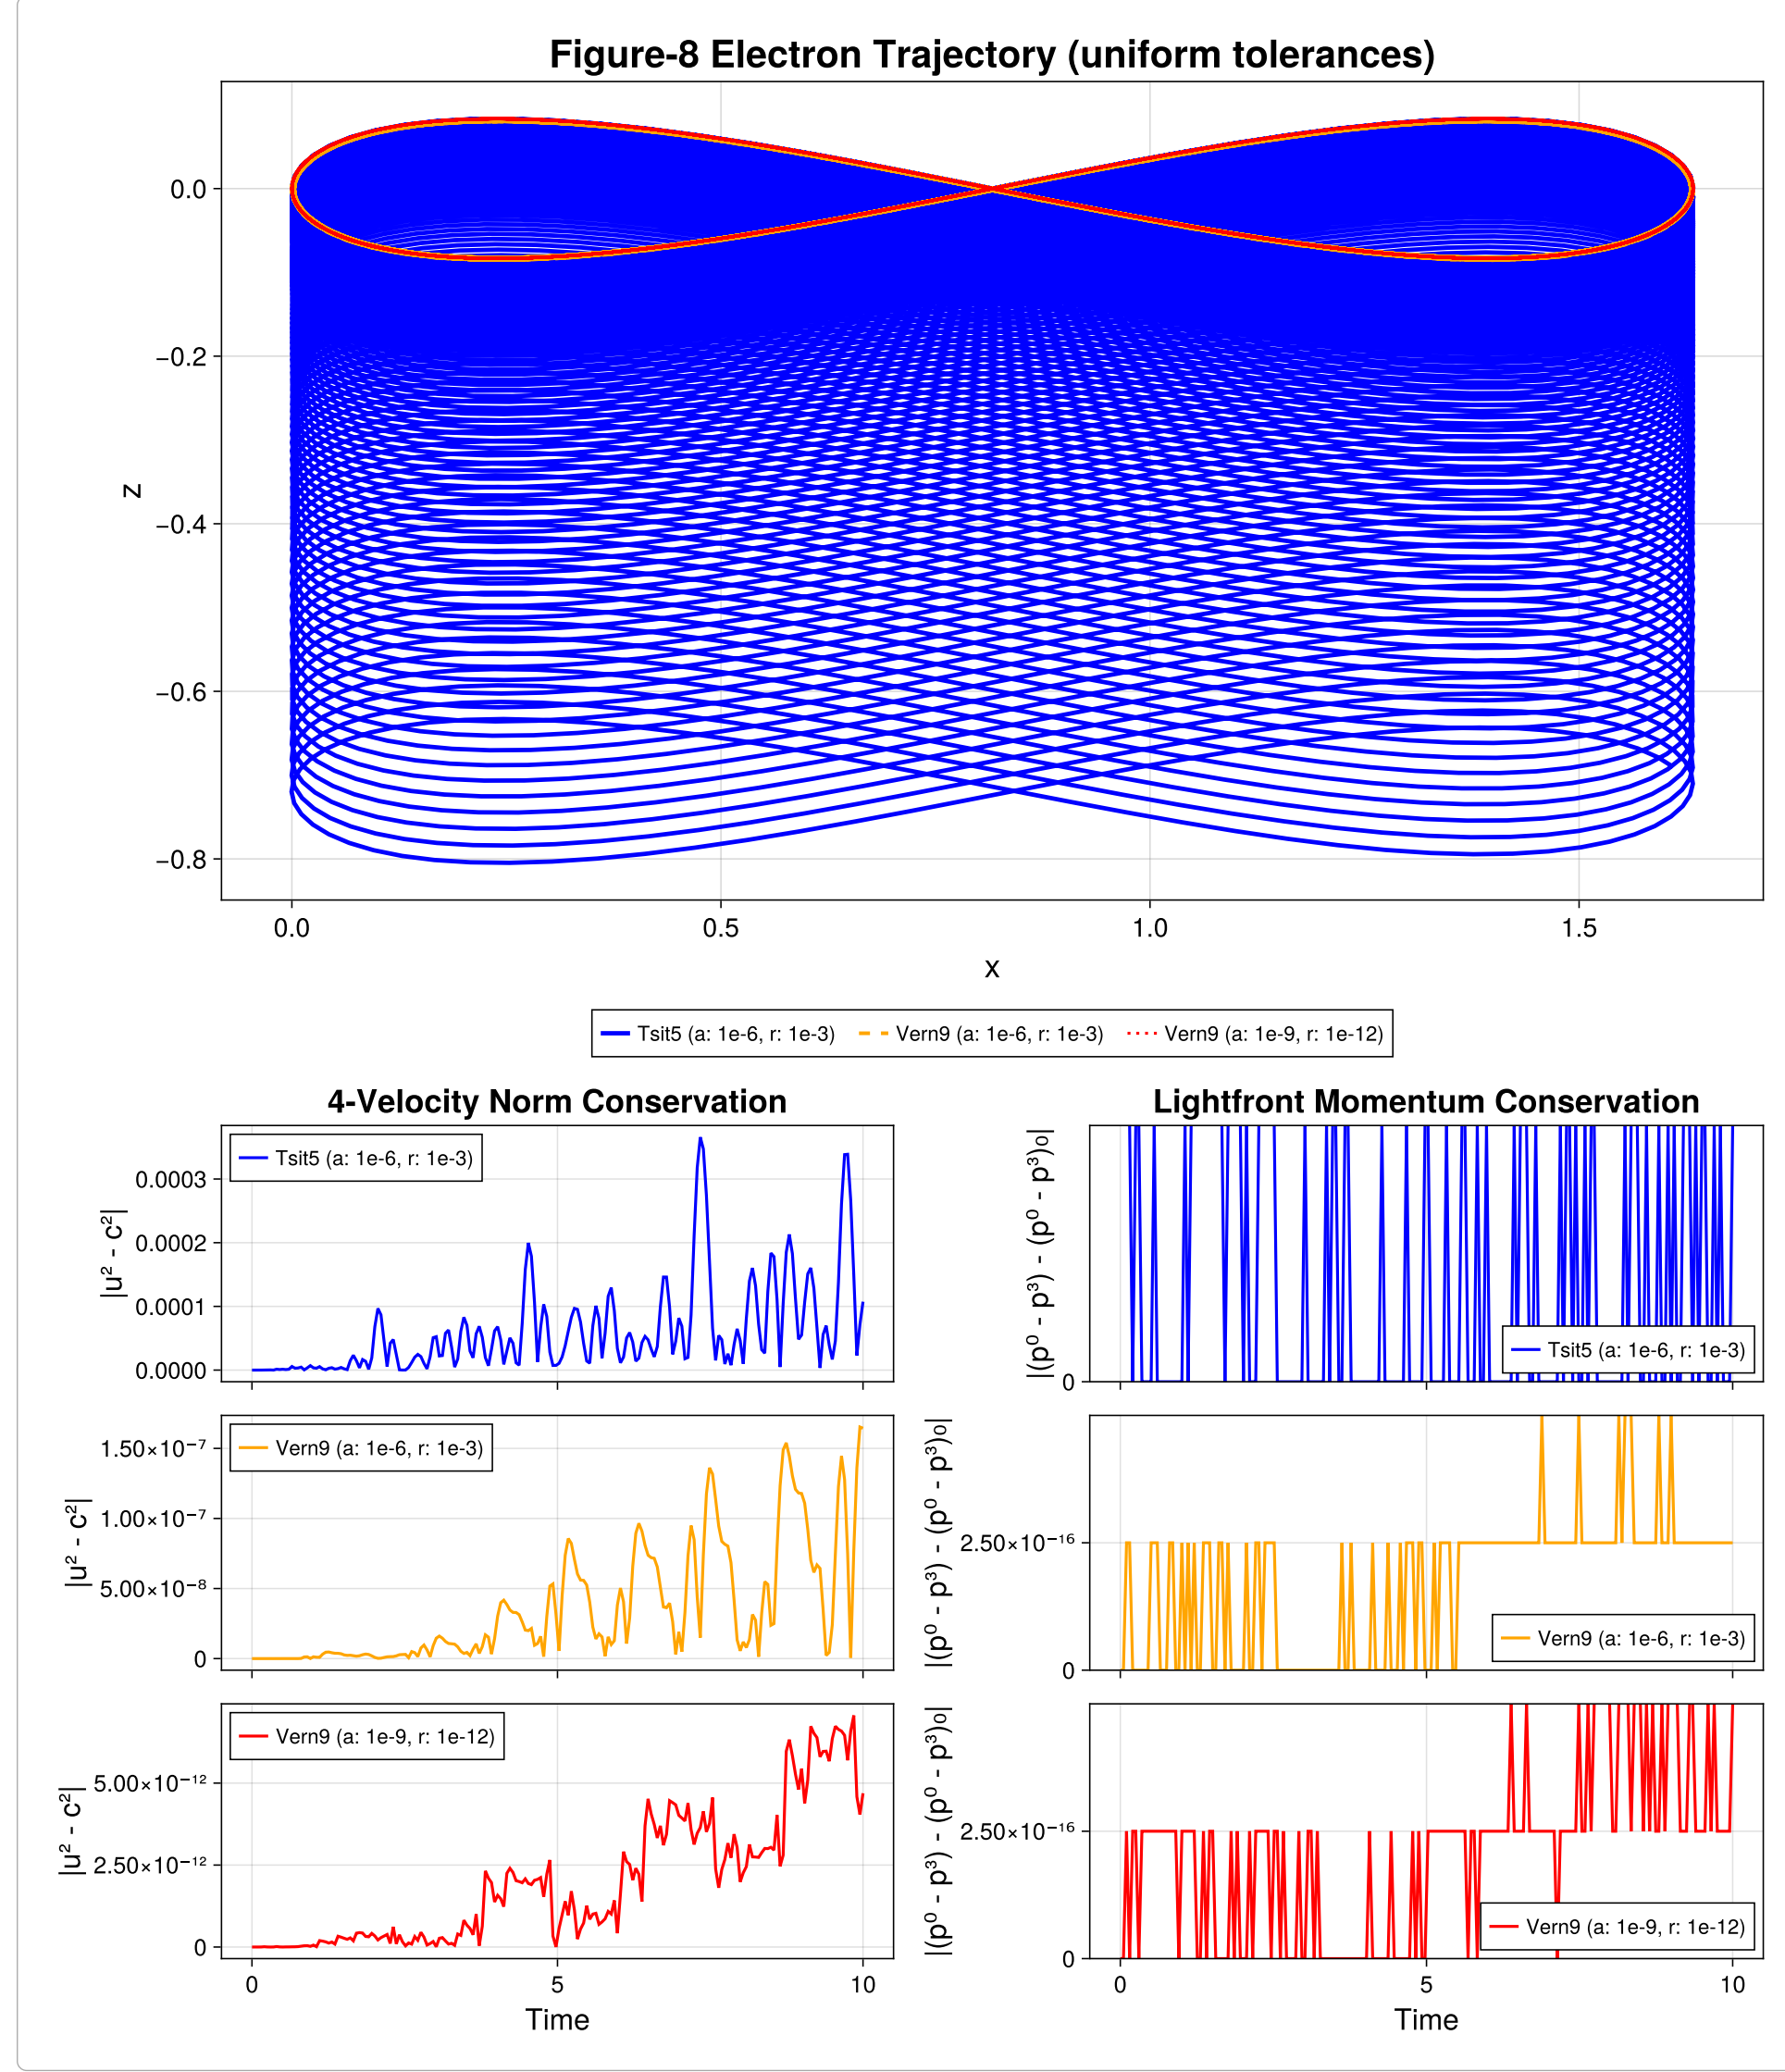 Figure-8 Electron Trajectory (uniform tolerances)
z
0.0
−0.2
−0.4
−0.6
−0.8
0.0 0.5 1.0 1.5
x
Tsit5 (a: 1e-6, r: 1e-3) Vern9 (a: 1e-6, r: 1e-3) Vern9 (a: 1e-9, r: 1e-12)
4-Velocity Norm Conservation
|u² - c²|
0.0003
0.0002
0.0001
0.0000
Tsit5 (a: 1e-6, r: 1e-3)
Lightfront Momentum Conservation
|(p⁰ - p³) - (p⁰ - p³)₀|
0
Tsit5 (a: 1e-6, r: 1e-3)
|u² - c²|
1.50×10⁻⁷
1.00×10⁻⁷
5.00×10⁻⁸
0
Vern9 (a: 1e-6, r: 1e-3)
|(p⁰ - p³) - (p⁰ - p³)₀|
2.50×10⁻¹⁶
0
Vern9 (a: 1e-6, r: 1e-3)
|u² - c²|
5.00×10⁻¹²
2.50×10⁻¹²
0
Vern9 (a: 1e-9, r: 1e-12)
0 5 10
Time
|(p⁰ - p³) - (p⁰ - p³)₀|
2.50×10⁻¹⁶
0
Vern9 (a: 1e-9, r: 1e-12)
0 5 10
Time